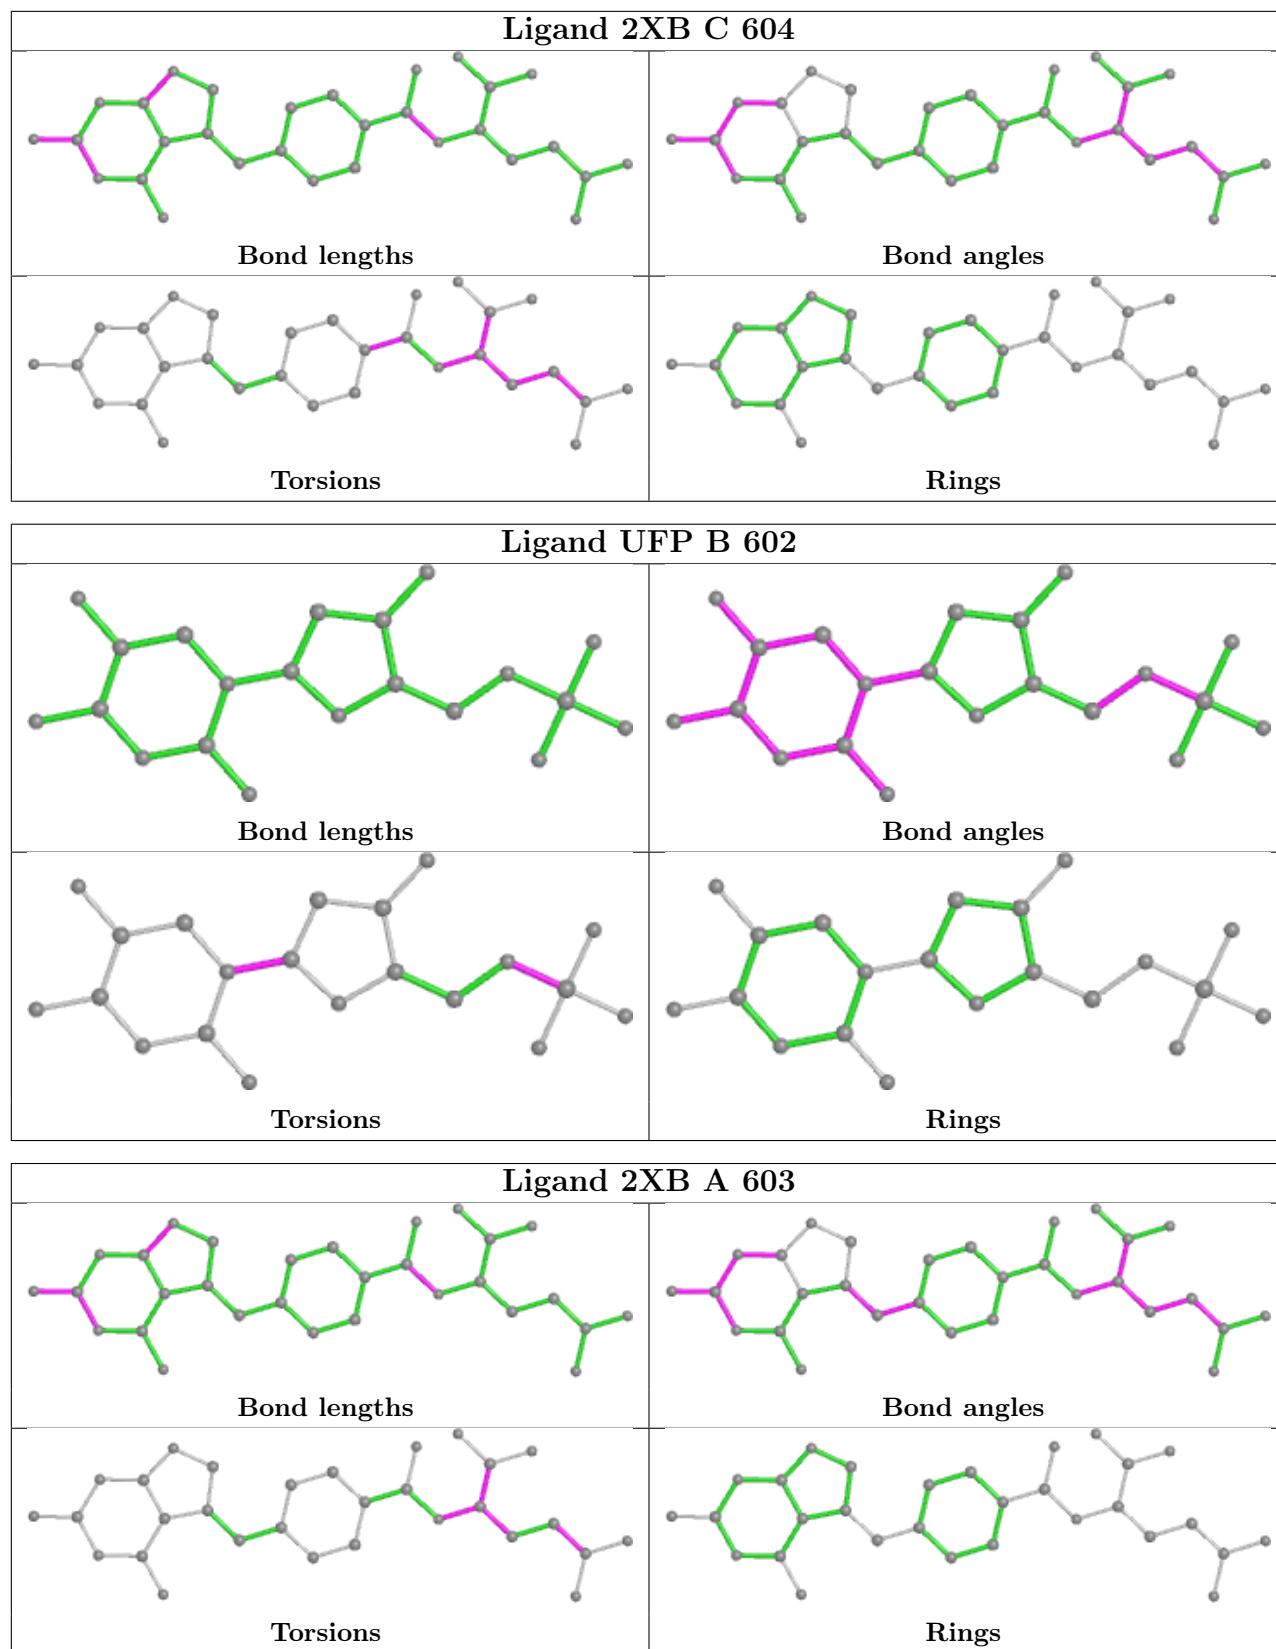 Ligand 2XB C 604
Bond lengths
Bond angles
Torsions
Rings
Ligand UFP B 602
Bond lengths
Bond angles
Torsions
Rings
Ligand 2XB A 603
Bond lengths
Bond angles
Torsions
Rings